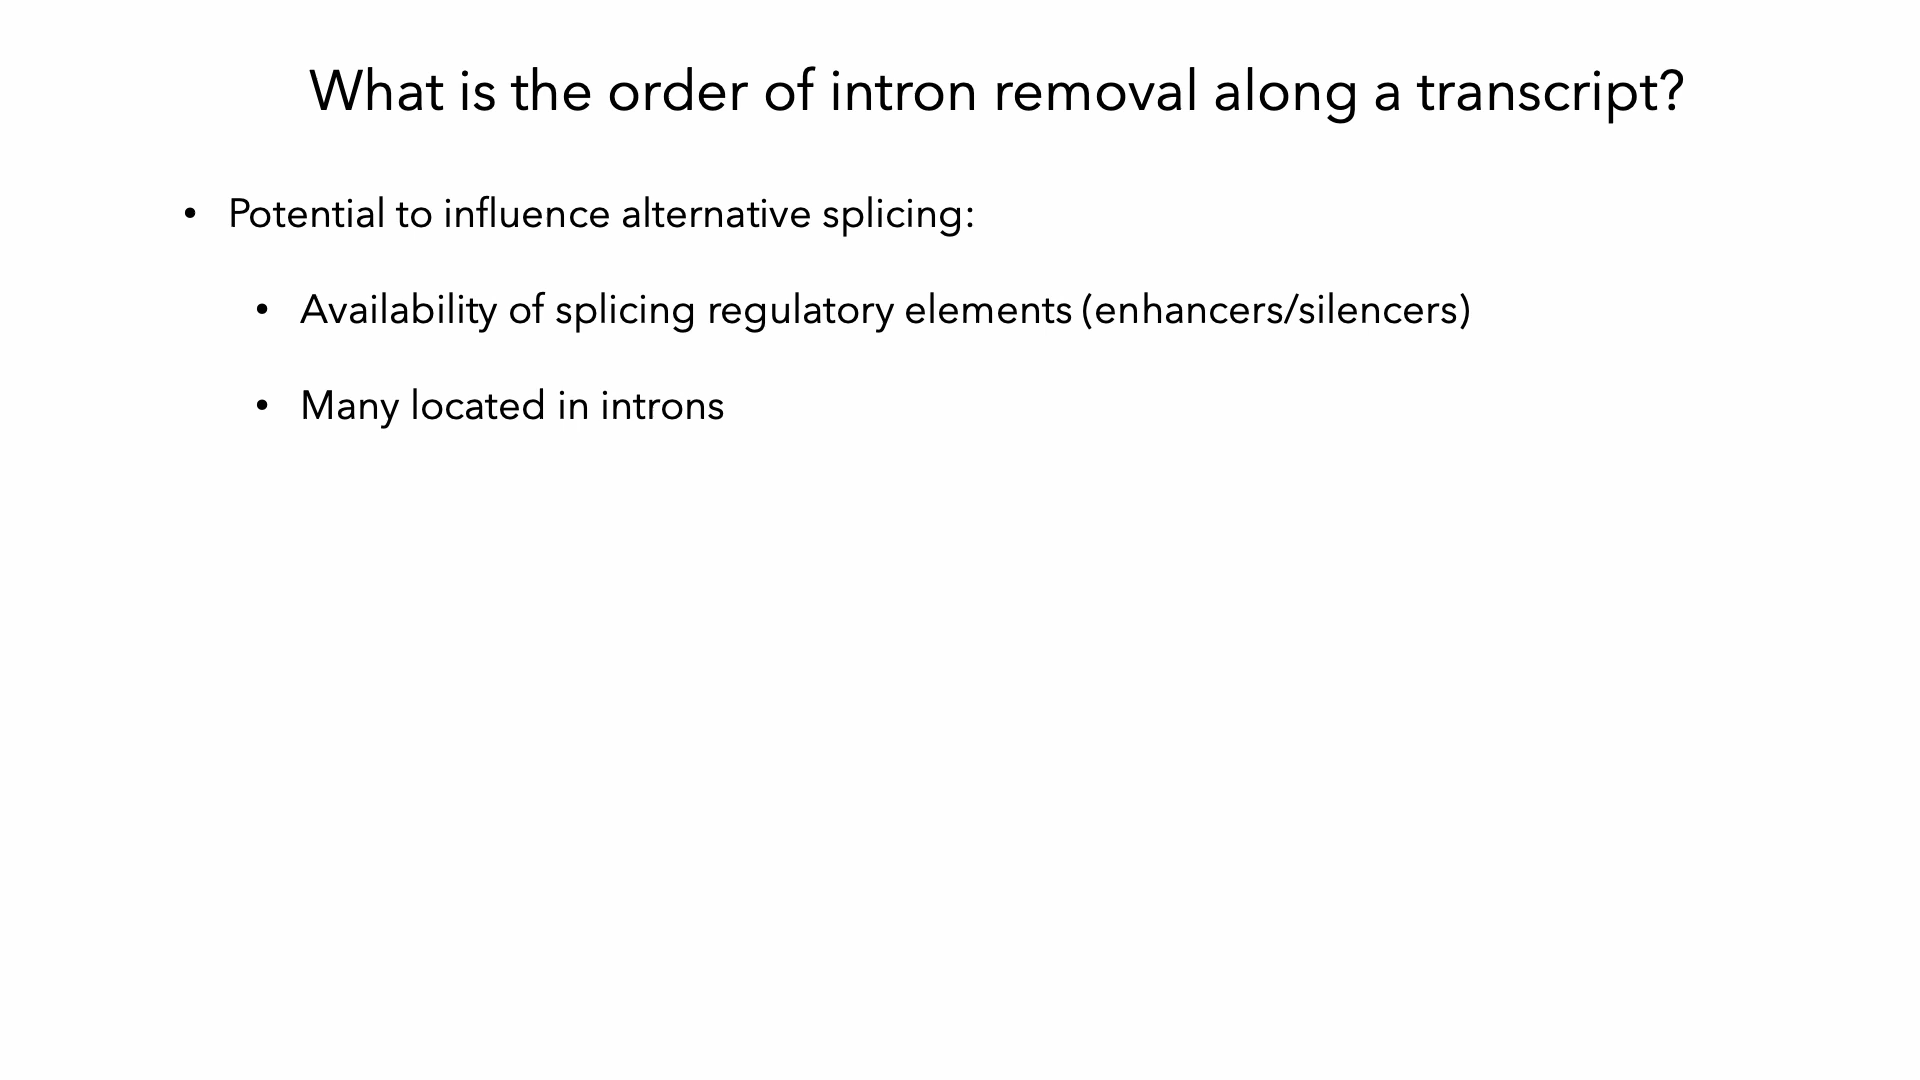 What is the order of intron removal along a transcript?
• Potential to influence alternative splicing:
• Availability of splicing regulatory elements (enhancers/silencers)
• Many located in introns